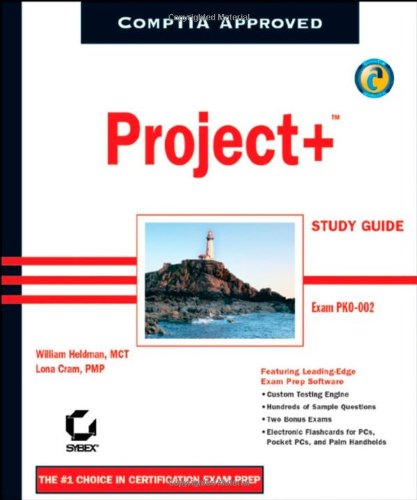 COMPTIA APPROVED
Project+™
STUDY GUIDE
Exam PK0-002
William Heldman, MCT
Lona Cram, PMP
Featuring Leading-Edge
Exam Prep Software
• Custom Testing Engine
• Hundreds of Sample Questions
• Two Bonus Exams
• Electronic Flashcards for PCs,
Pocket PCs, and Palm Handhelds
SYBEX®
THE #1 CHOICE IN CERTIFICATION EXAM PREP